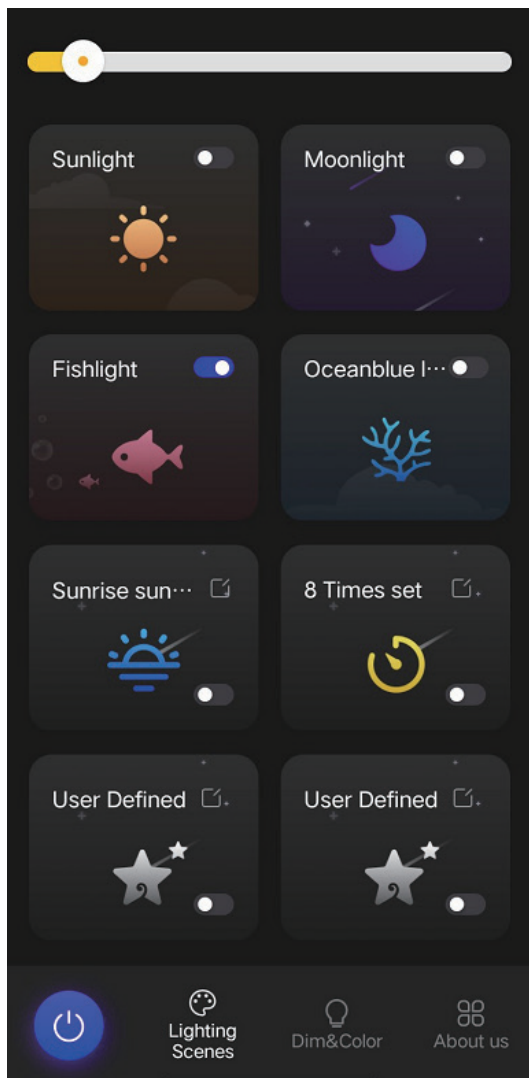 Sunlight
Moonlight
Fishlight
Oceanblue l···
Sunrise sun···
8 Times set
User Defined
User Defined
Lighting
Scenes
Dim&Color
About us